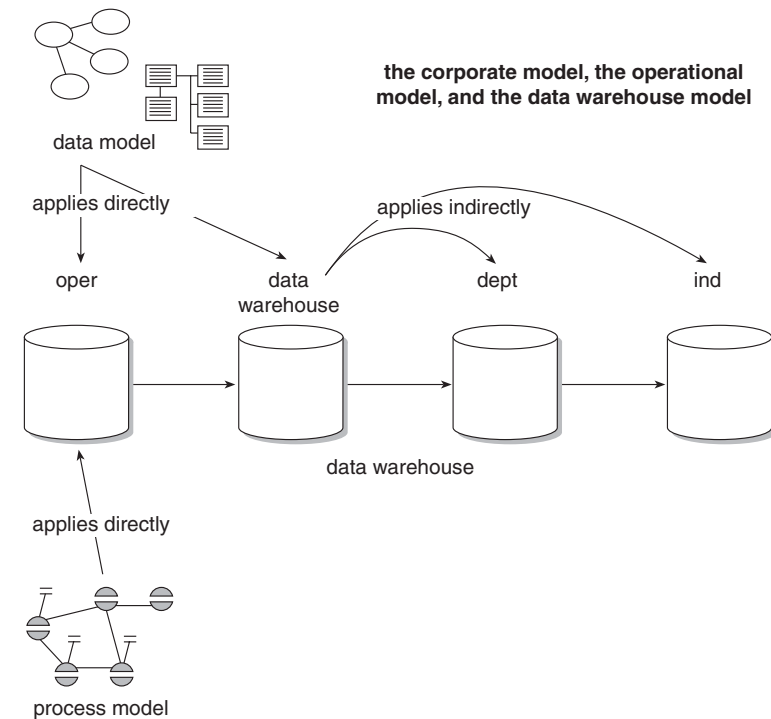 the corporate model, the operational
model, and the data warehouse model
data model
applies directly
applies indirectly
oper
data
warehouse
dept
ind
data warehouse
applies directly
process model